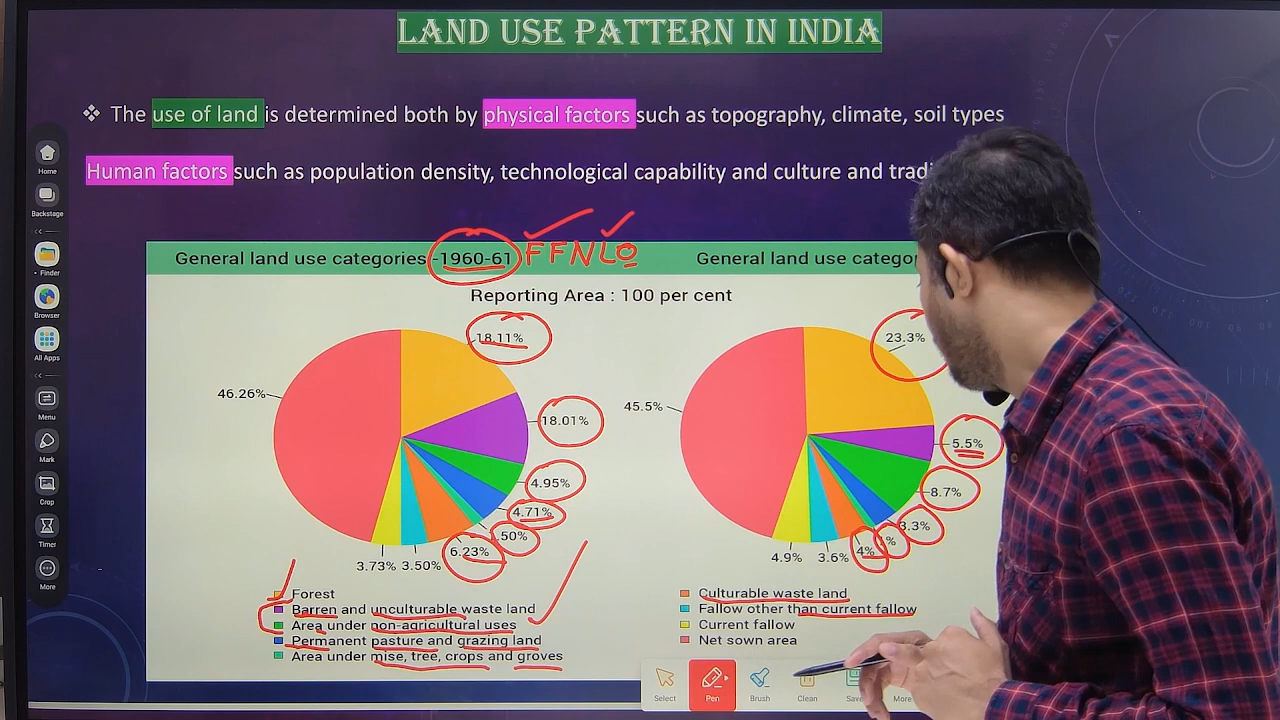 LAND USE PATTERN IN INDIA
❖ The use of land is determined both by physical factors such as topography, climate, soil types
Human factors such as population density, technological capability and culture and
General land use categories -1960-61 FFNLO
General land use
Reporting Area : 100 per cent
18.11%
18.01%
4.95%
4.71%
6.23%
3.50%
3.73%
46.26%
23.3%
5.5%
8.7%
3.3%
4%
3.6%
4.9%
45.5%
Forest
Barren and unculturable waste land
Area under non-agricultural uses
Permanent pasture and grazing land
Area under mise, tree, crops and groves
Culturable waste land
Fallow other than current fallow
Current fallow
Net sown area
Home
Backstage
Finder
Browser
All Apps
Menu
Mark
Crop
Timer
More
Select
Pen
Brush
Clean
More